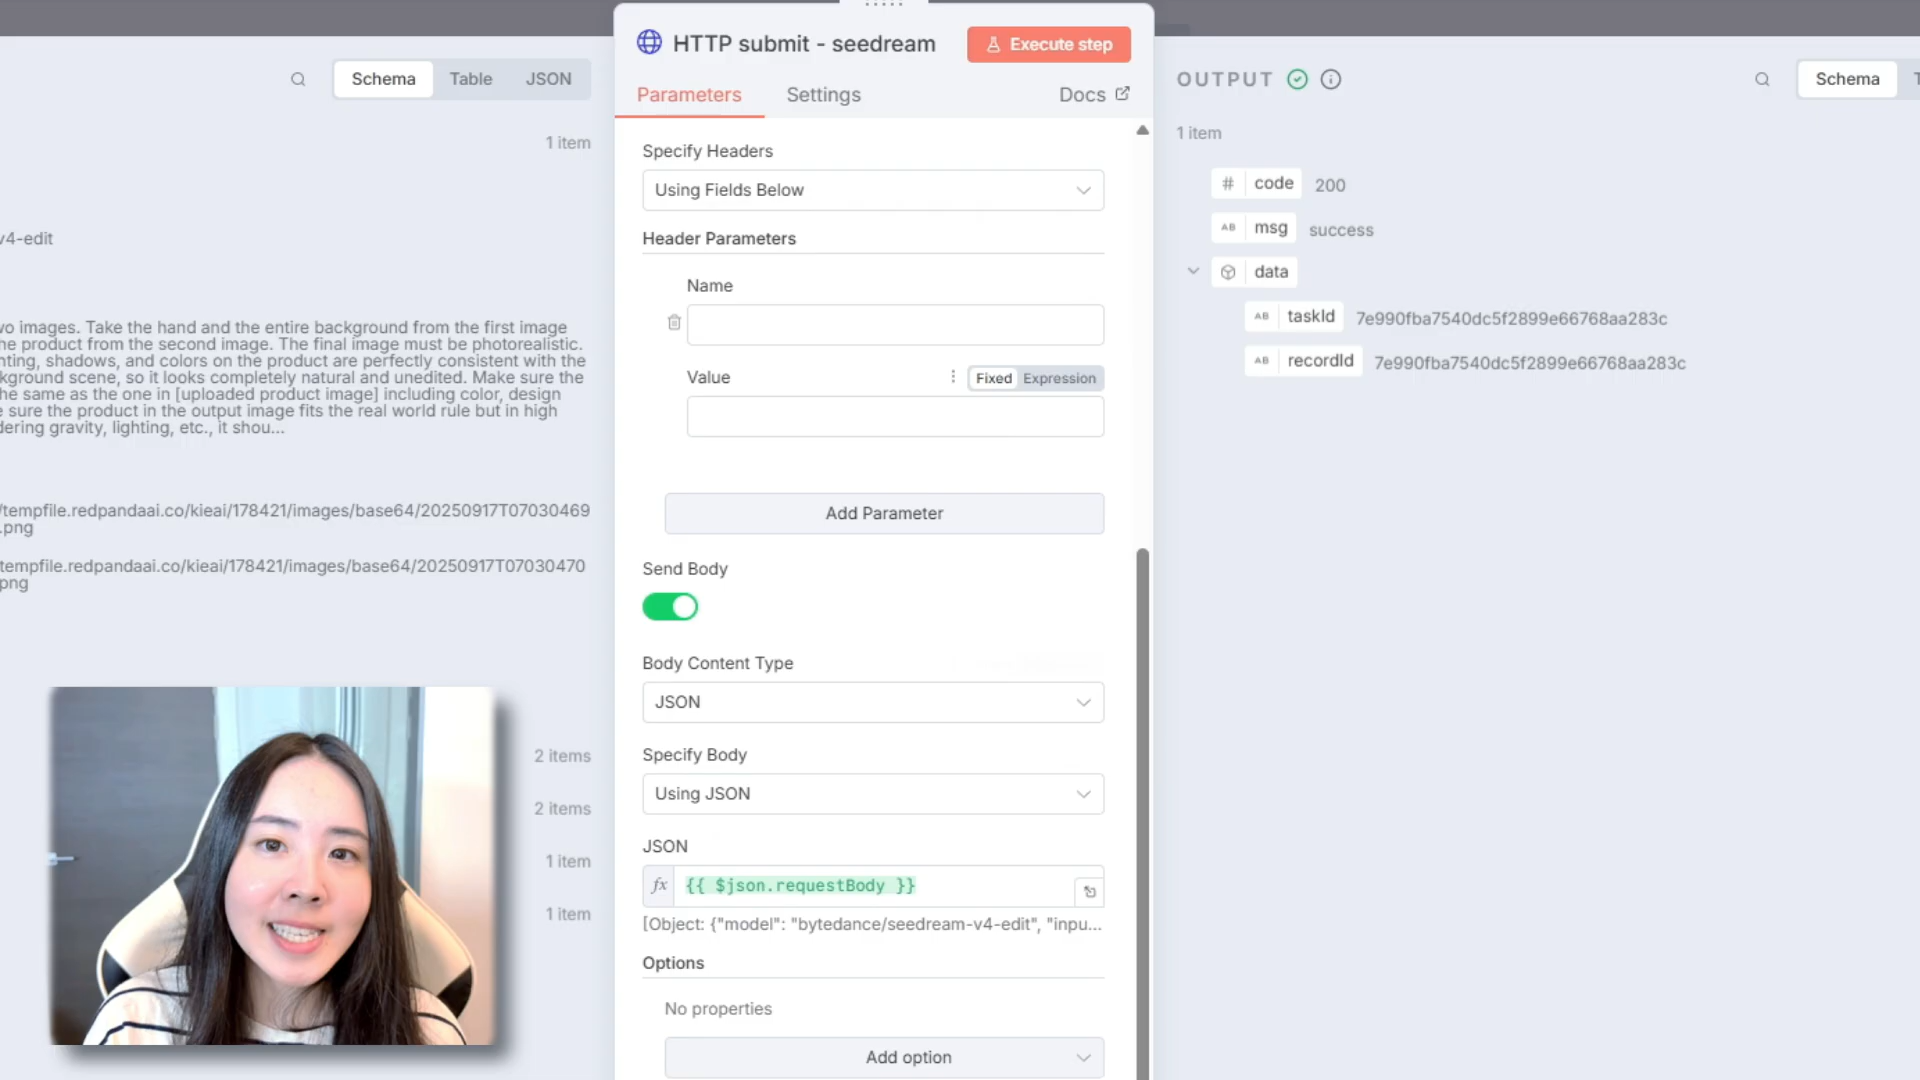 HTTP submit - seedream
Execute step
Parameters
Settings
Docs
Schema
Table
JSON
1 item
v4-edit
wo images. Take the hand and the entire background from the first image
he product from the second image. The final image must be photorealistic.
hting, shadows, and colors on the product are perfectly consistent with the
kground scene, so it looks completely natural and unedited. Make sure the
he same as the one in [uploaded product image] including color, design
e sure the product in the output image fits the real world rule but in high
dering gravity, lighting, etc., it shou...
/tempfile.redpandaai.co/kieai/178421/images/base64/20250917T07030469
.png
tempfile.redpandaai.co/kieai/178421/images/base64/20250917T07030470
png
2 items
2 items
1 item
1 item
Specify Headers
Using Fields Below
Header Parameters
Name
Value
Fixed
Expression
Add Parameter
Send Body
Body Content Type
JSON
Specify Body
Using JSON
JSON
fx
{{ $json.requestBody }}
[Object: {"model": "bytedance/seedream-v4-edit", "inpu...
Options
No properties
Add option
OUTPUT
Schema
T
1 item
# code 200
AB msg success
data
AB taskId 7e990fba7540dc5f2899e66768aa283c
AB recordId 7e990fba7540dc5f2899e66768aa283c